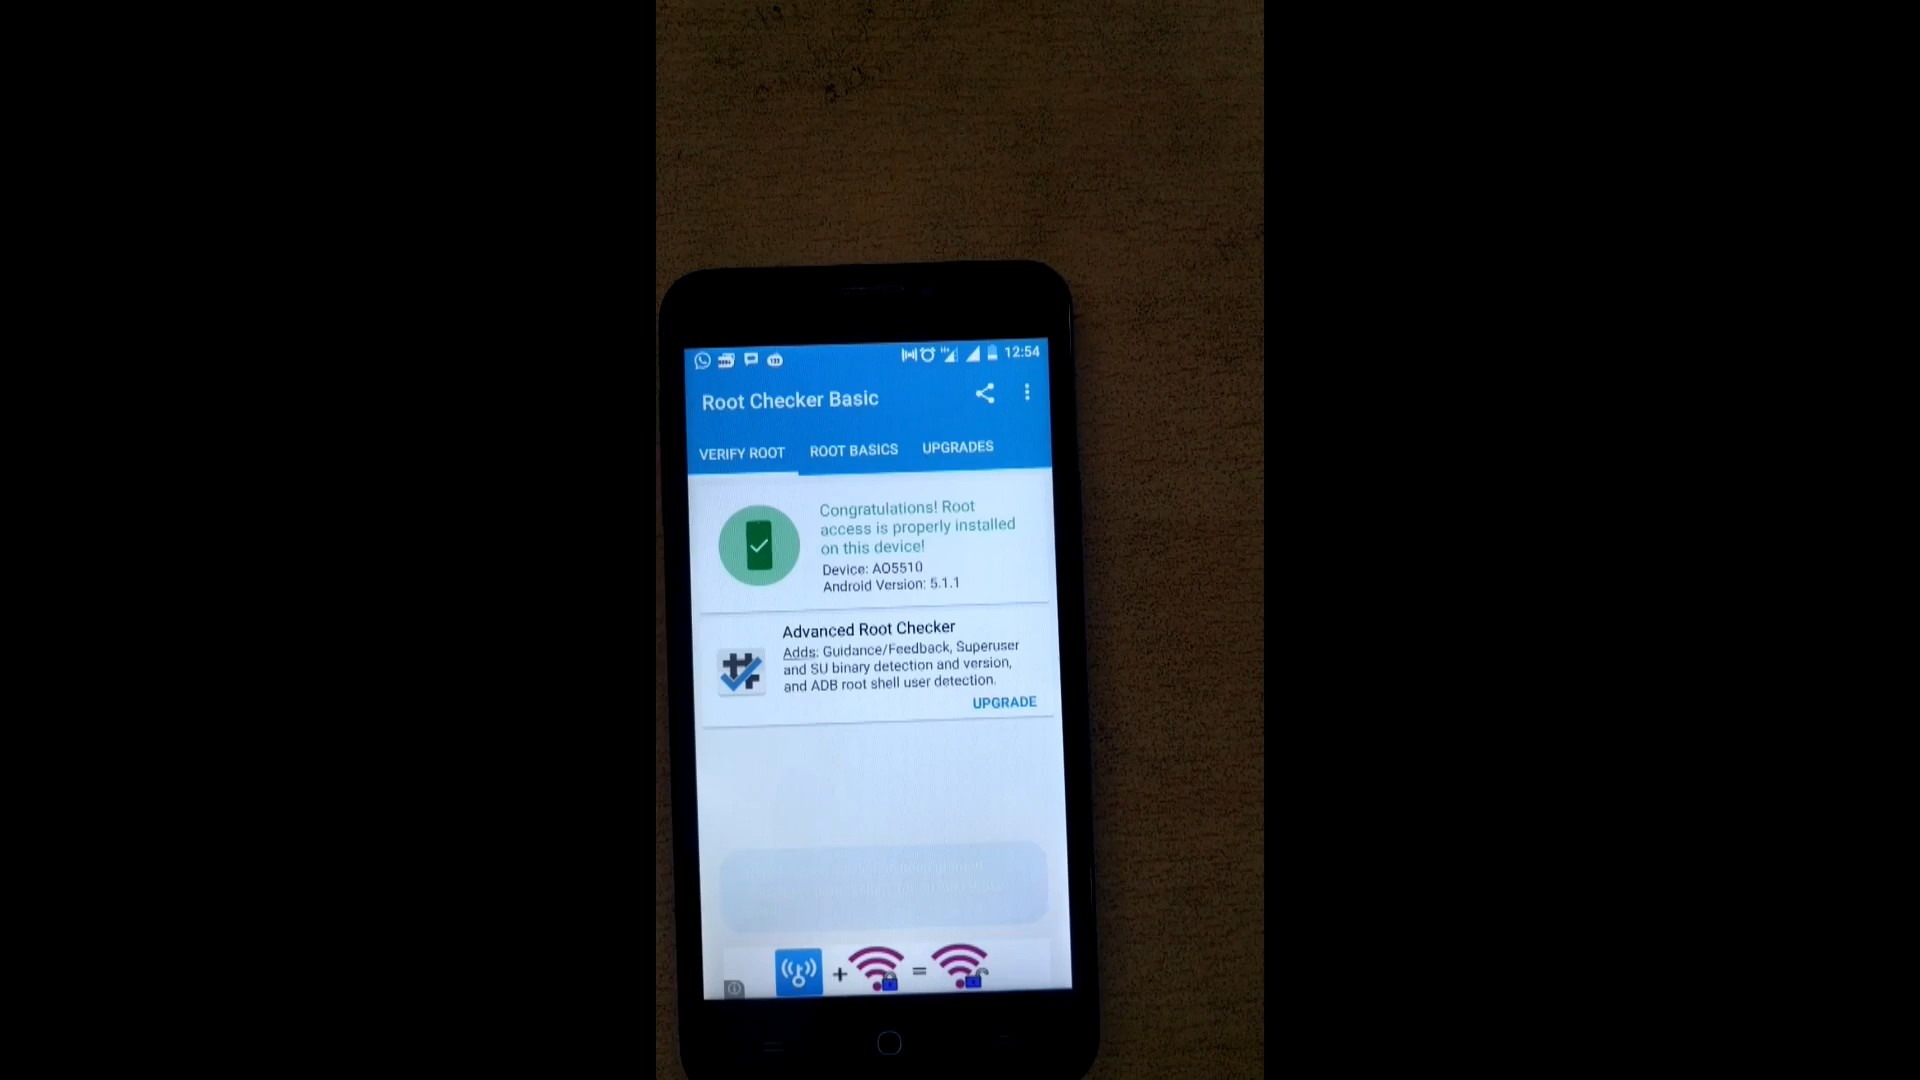 12:54
Root Checker Basic
VERIFY ROOT ROOT BASICS UPGRADES
Congratulations! Root
access is properly installed
on this device!
Device: AO5510
Android Version: 5.1.1
Advanced Root Checker
Adds: Guidance/Feedback, Superuser
and SU binary detection and version,
and ADB root shell user detection.
UPGRADE
+ =